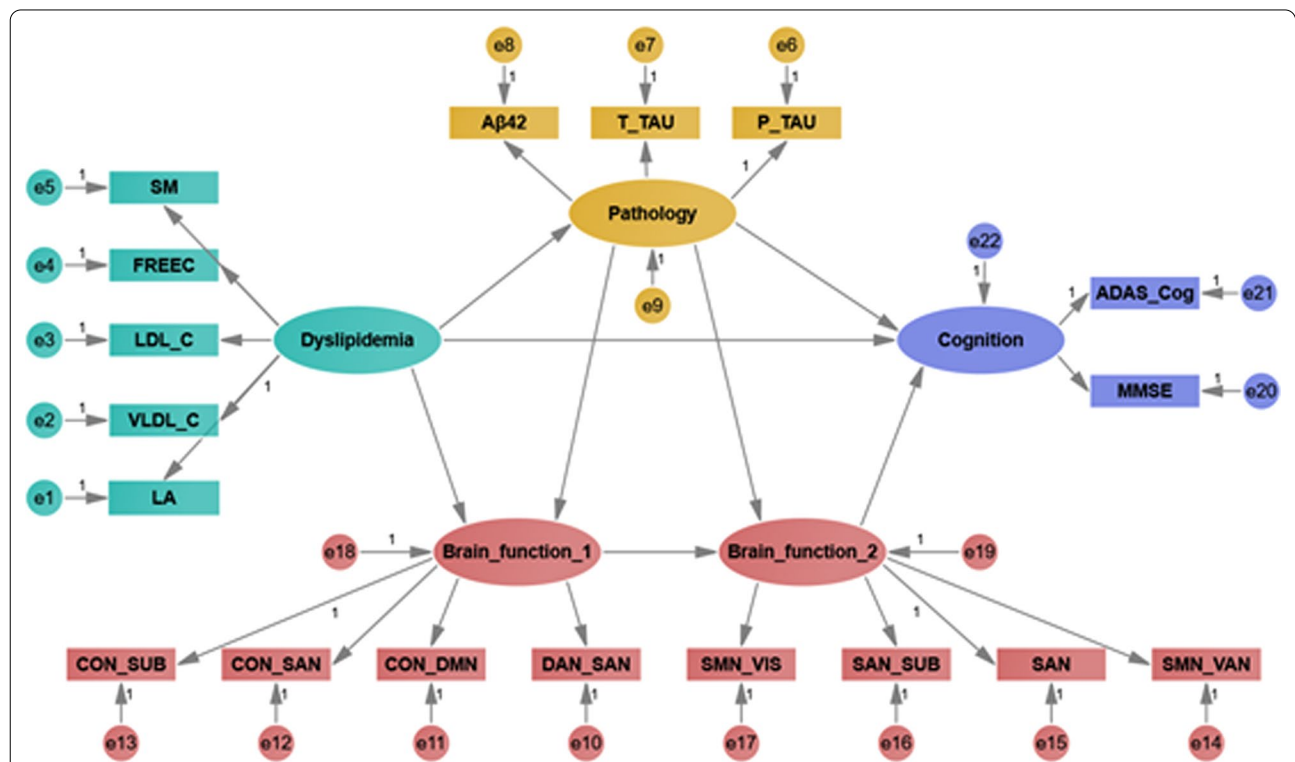 e8 e7 e6
1 1 1
Aβ42 T_TAU P_TAU
e5 1 SM
1
Pathology
e22
e4 1 FREEC
1
1
ADAS_Cog 1 e21
1
e9
e3 1 LDL_C
Dyslipidemia
Cognition
1
e2 1 VLDL_C
MMSE 1 e20
e1 1 LA
e18 1 Brain_function_1 Brain_function_2 1 e19
1 1
CON_SUB CON_SAN CON_DMN DAN_SAN SMN_VIS SAN_SUB SAN SMN_VAN
1 1 1 1 1 1 1 1
e13 e12 e11 e10 e17 e16 e15 e14